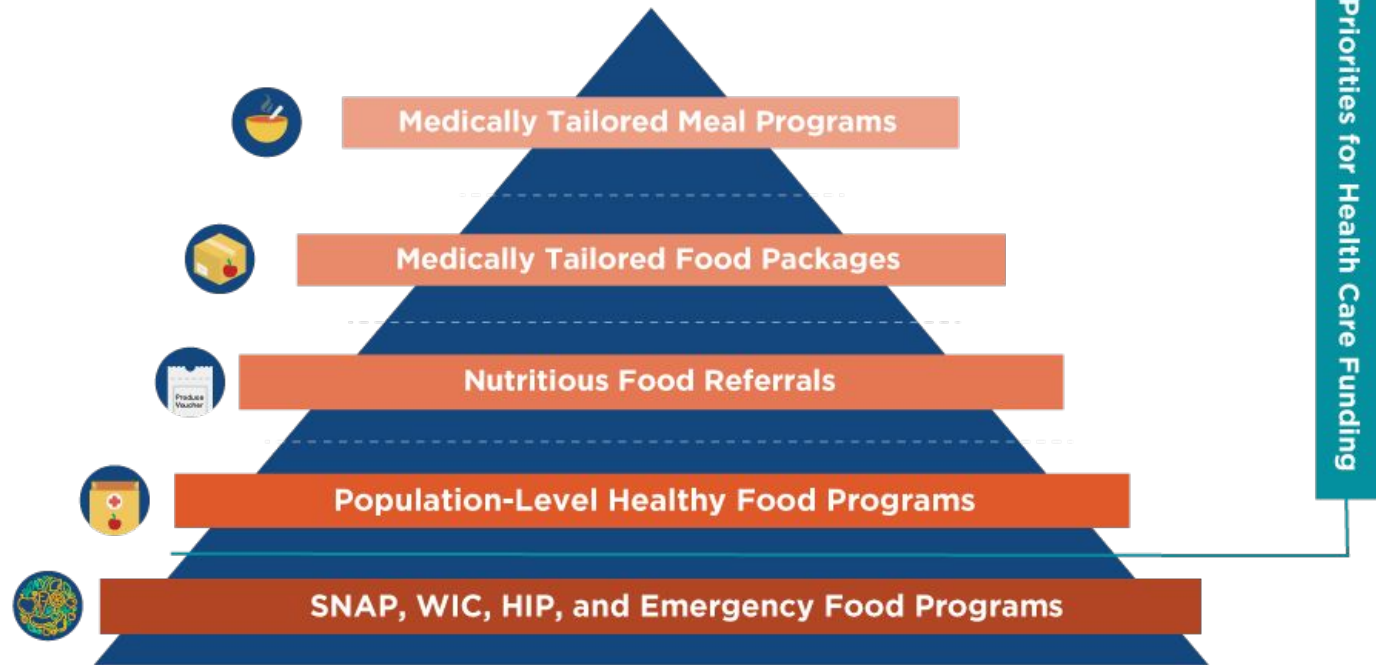 Priorities for Health Care Funding
Medically Tailored Meal Programs
Medically Tailored Food Packages
Nutritious Food Referrals
Produce
Voucher
Population-Level Healthy Food Programs
SNAP, WIC, HIP, and Emergency Food Programs